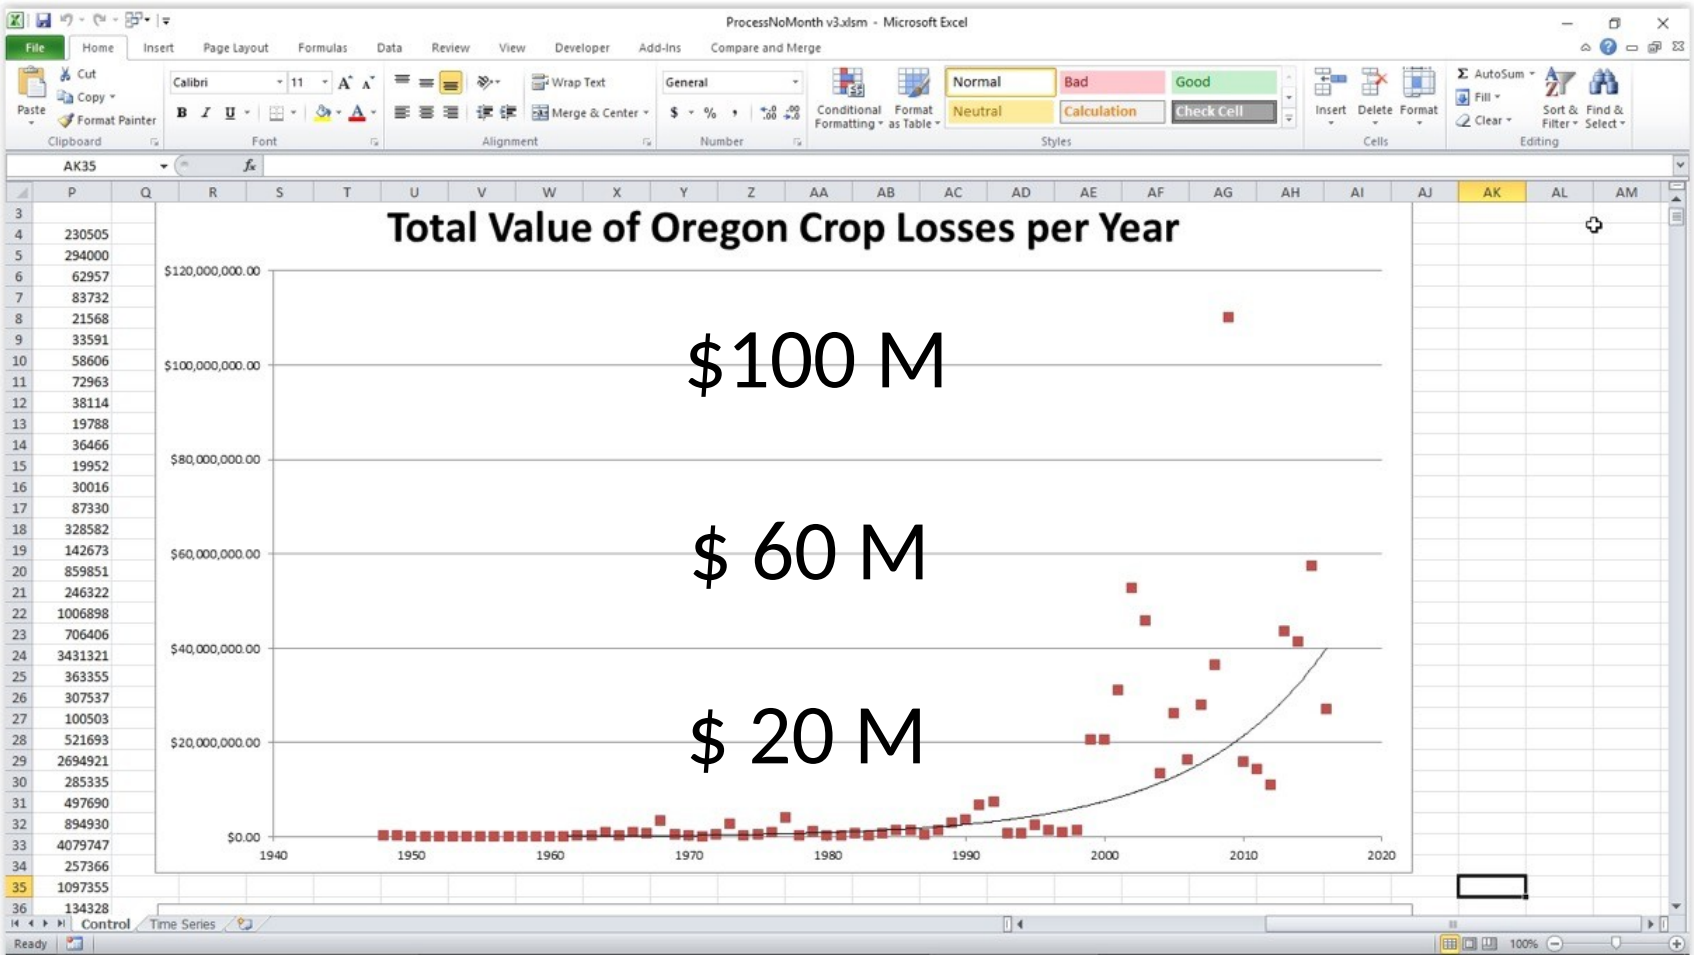 ProcessNoMonth v3.xlsm - Microsoft Excel
File Home Insert Page Layout Formulas Data Review View Developer Add-Ins Compare and Merge
Paste
Cut
Copy
Format Painter
Clipboard
Calibri 11
B I U
Font
Wrap Text
Merge & Center
Alignment
General
$ % ,
Number
Conditional Formatting
Format as Table
Normal Bad Good
Neutral Calculation Check Cell
Styles
Insert Delete Format
Cells
Σ AutoSum
Fill
Clear
Sort & Filter
Find & Select
Editing
AK35 fx
P Q R S T U V W X Y Z AA AB AC AD AE AF AG AH AI AJ AK AL AM
3
4 230505
5 294000
6 62957
7 83732
8 21568
9 33591
10 58606
11 72963
12 38114
13 19788
14 36466
15 19952
16 30016
17 87330
18 328582
19 142673
20 859851
21 246322
22 1006898
23 706406
24 3431321
25 363355
26 307537
27 100503
28 521693
29 2694921
30 285335
31 497690
32 894930
33 4079747
34 257366
35 1097355
36 134328
Total Value of Oregon Crop Losses per Year
$120,000,000.00
$100,000,000.00
$80,000,000.00
$60,000,000.00
$40,000,000.00
$20,000,000.00
$0.00
$100 M
$ 60 M
$ 20 M
1940 1950 1960 1970 1980 1990 2000 2010 2020
Control Time Series
Ready 100%